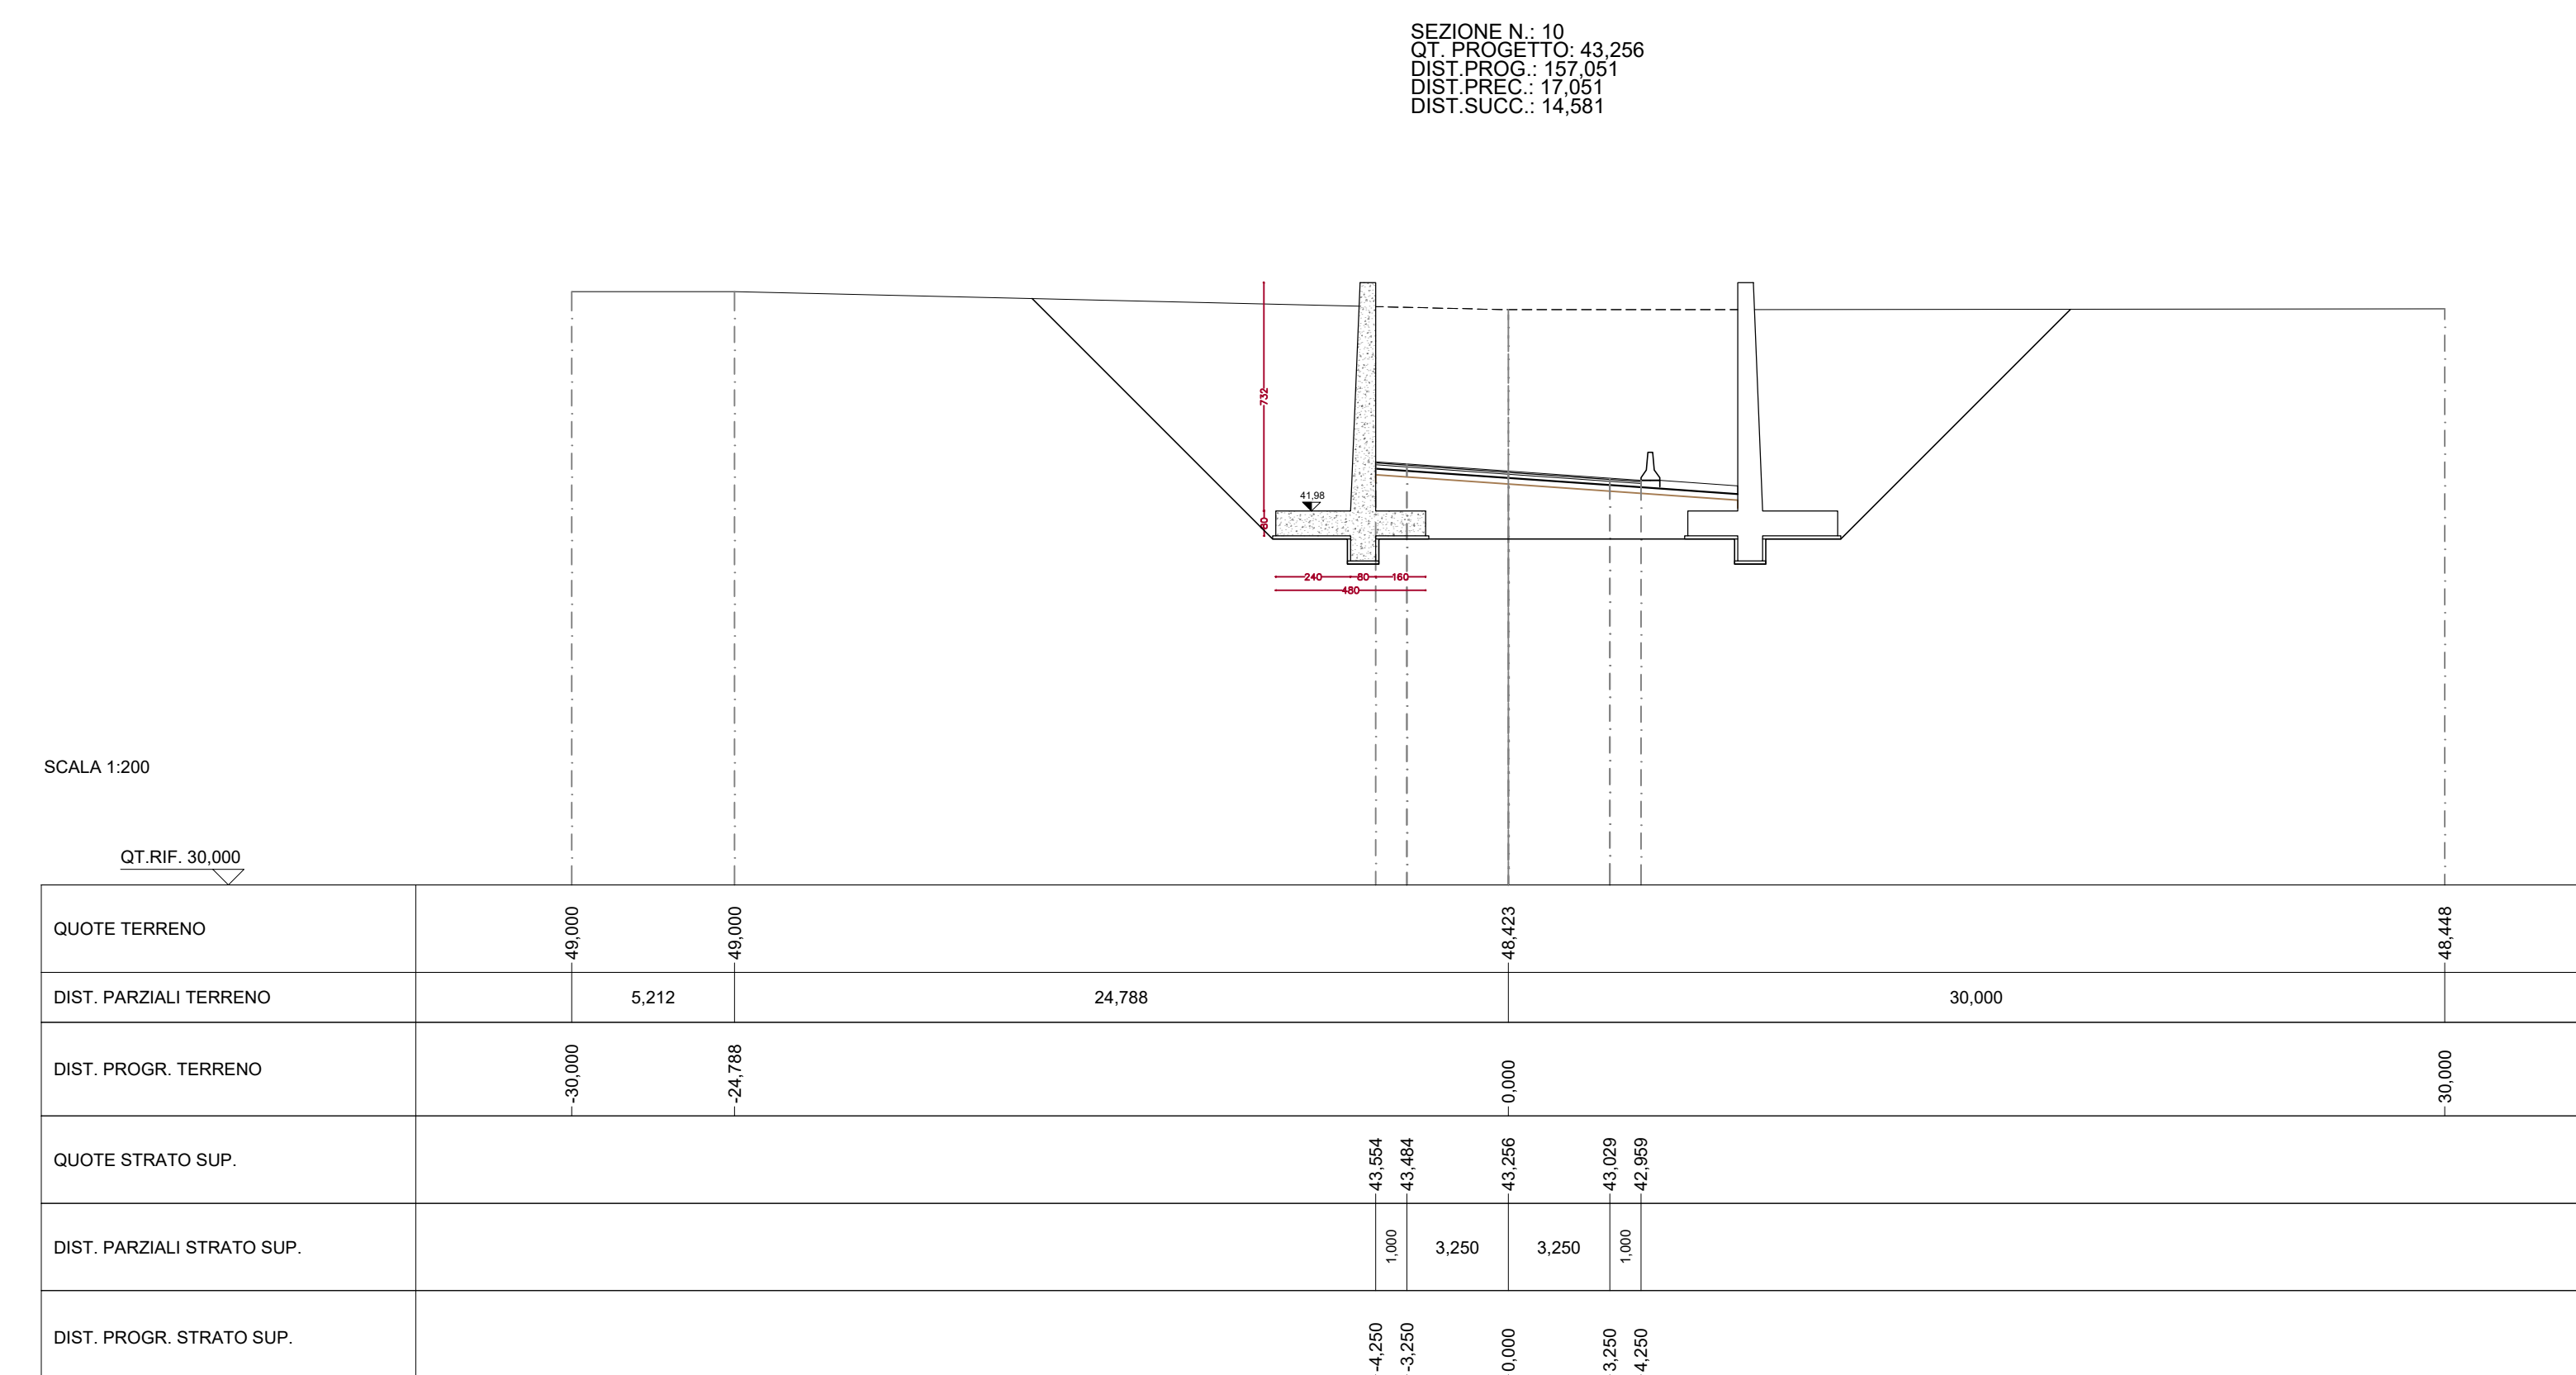 SEZIONE N.: 10
QT. PROGETTO: 43,256
DIST.PROG.: 157,051
DIST.PREC.: 17,051
DIST.SUCC.: 14,581
732
41,98
80
240 80 160
480
SCALA 1:200
QT.RIF. 30,000
QUOTE TERRENO 49,000 49,000 48,423 48,448
DIST. PARZIALI TERRENO 5,212 24,788 30,000
DIST. PROGR. TERRENO -30,000 -24,788 0,000 30,000
QUOTE STRATO SUP. 43,554 43,484 43,256 43,029 42,959
DIST. PARZIALI STRATO SUP. 1,000 3,250 3,250 1,000
DIST. PROGR. STRATO SUP. -4,250 -3,250 0,000 3,250 4,250